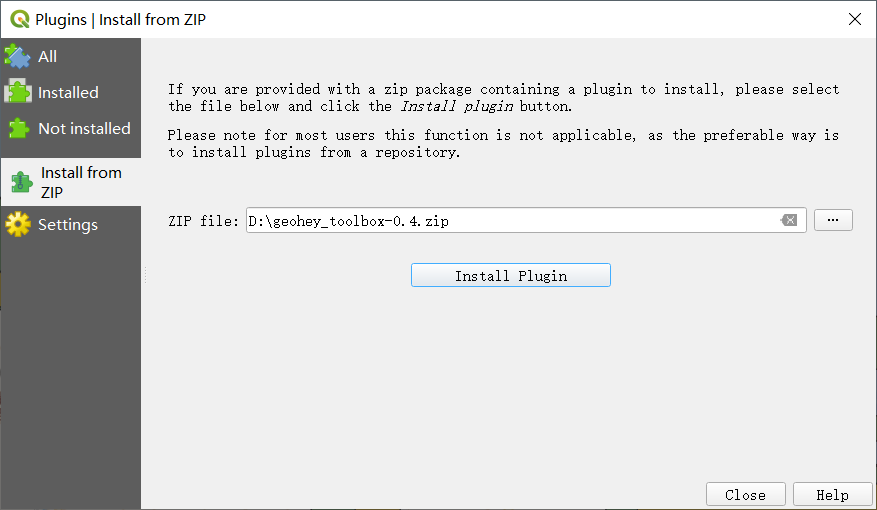 Plugins | Install from ZIP
All
Installed
Not installed
Install from
ZIP
Settings
If you are provided with a zip package containing a plugin to install, please select
the file below and click the Install plugin button.
Please note for most users this function is not applicable, as the preferable way is
to install plugins from a repository.
ZIP file: D:\geohey_toolbox-0.4.zip ...
Install Plugin
Close Help